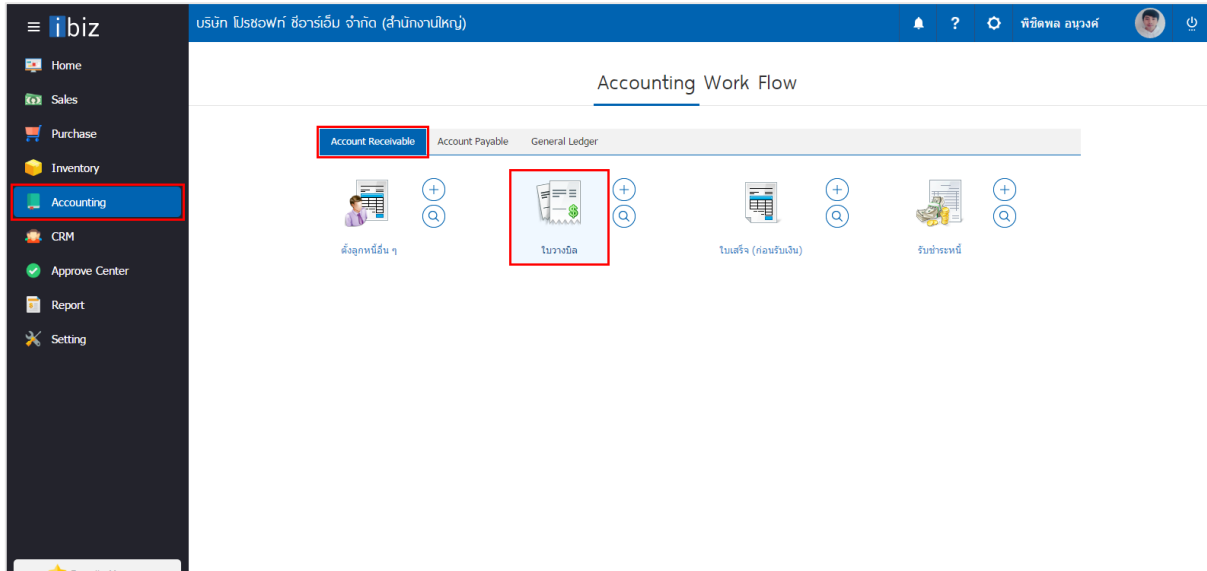 ibiz
บริษัท โปรซอฟท์ ซีอาร์เอ็ม จำกัด (สำนักงานใหญ่)
?
พิชิตพล อนุวงค์
Home
Sales
Purchase
Inventory
Accounting
CRM
Approve Center
Report
Setting
Accounting Work Flow
Account Receivable
Account Payable
General Ledger
ตั้งลูกหนี้อื่น ๆ
ใบวางบิล
ใบเสร็จ (ก่อนรับเงิน)
รับชำระหนี้